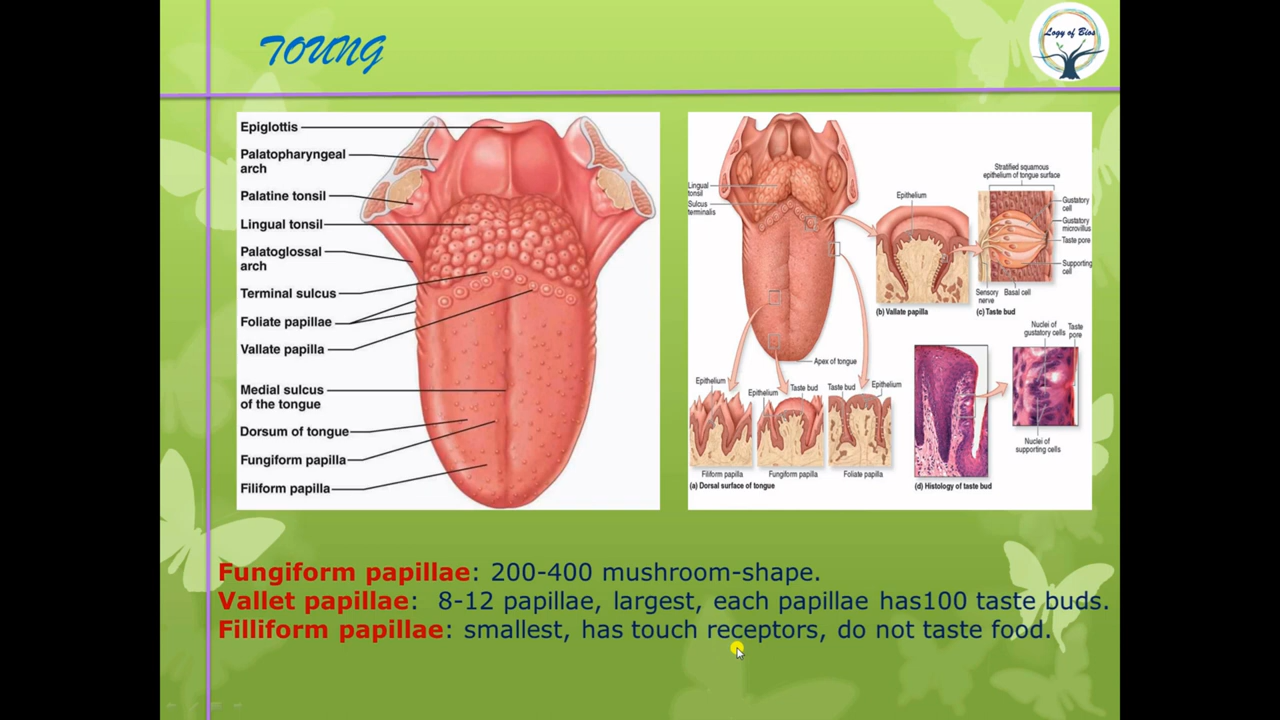 TOUNG
Logy of Bios
Epiglottis
Palatopharyngeal
arch
Palatine tonsil
Lingual tonsil
Palatoglossal
arch
Terminal sulcus
Foliate papillae
Vallate papilla
Medial sulcus
of the tongue
Dorsum of tongue
Fungiform papilla
Filiform papilla
Lingual
tonsil
Sulcus
terminalis
Apex of tongue
Epithelium
Filiform papilla
Epithelium
Taste bud
Fungiform papilla
Taste bud
Epithelium
Foliate papilla
(a) Dorsal surface of tongue
Epithelium
(b) Vallate papilla
Stratified squamous
epithelium of tongue surface
Gustatory
cell
Gustatory
microvillus
Taste pore
Supporting
cell
Sensory
nerve
Basal cell
(c) Taste bud
Nuclei of
gustatory cells
Taste
pore
Nuclei of
supporting cells
(d) Histology of taste bud
Fungiform papillae: 200-400 mushroom-shape.
Vallet papillae: 8-12 papillae, largest, each papillae has100 taste buds.
Filliform papillae: smallest, has touch receptors, do not taste food.